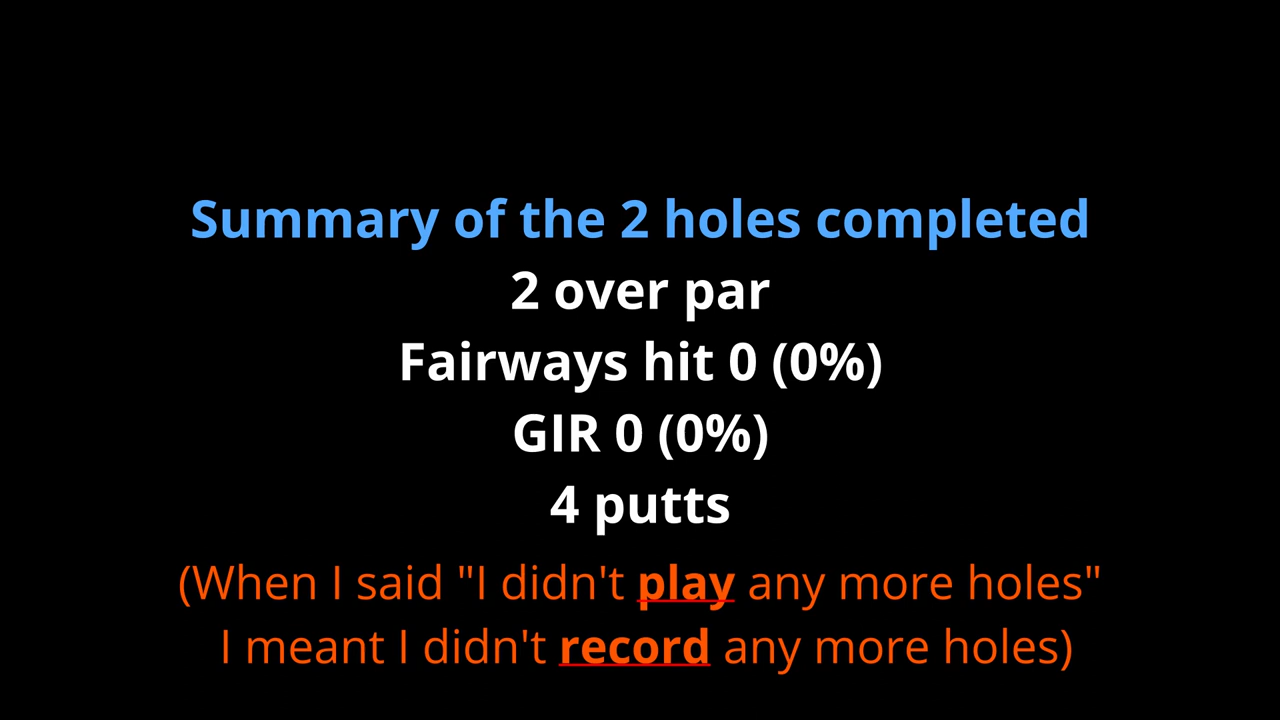 Summary of the 2 holes completed
2 over par
Fairways hit 0 (0%)
GIR 0 (0%)
4 putts
(When I said "I didn't play any more holes"
I meant I didn't record any more holes)